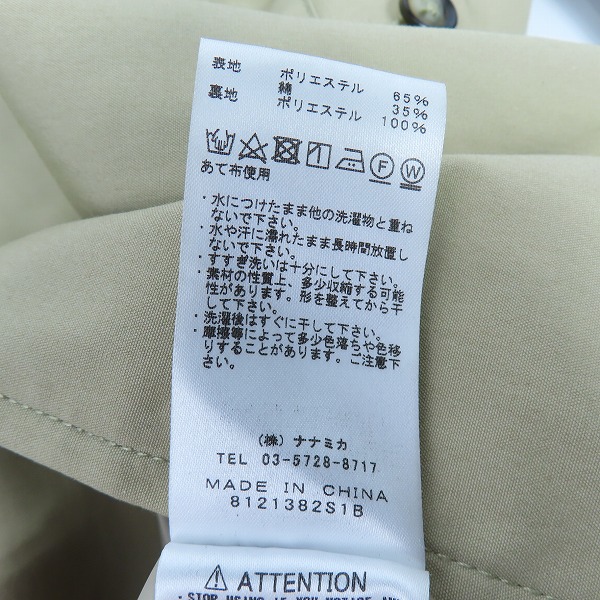 表地 ポリエステル 65%
綿 35%
裏地 ポリエステル 100%
F W
あて布使用
・水につけたまま他の洗濯物と重ね
ないで下さい。
・水や汗に濡れたまま長時間放置し
ないで下さい。
・すすぎ洗いは十分にして下さい。
・素材の性質上、多少収縮する可能
性があります。形を整えてから干
して下さい。
・洗濯後はすぐに干して下さい。
・摩擦等によって多少色落ちや色移
りすることがあります。ご注意下
さい。
(株) ナナミカ
TEL 03-5728-8717
MADE IN CHINA
8121382S1B
ATTENTION
・STOP USING IF YOU NOTICE ANY